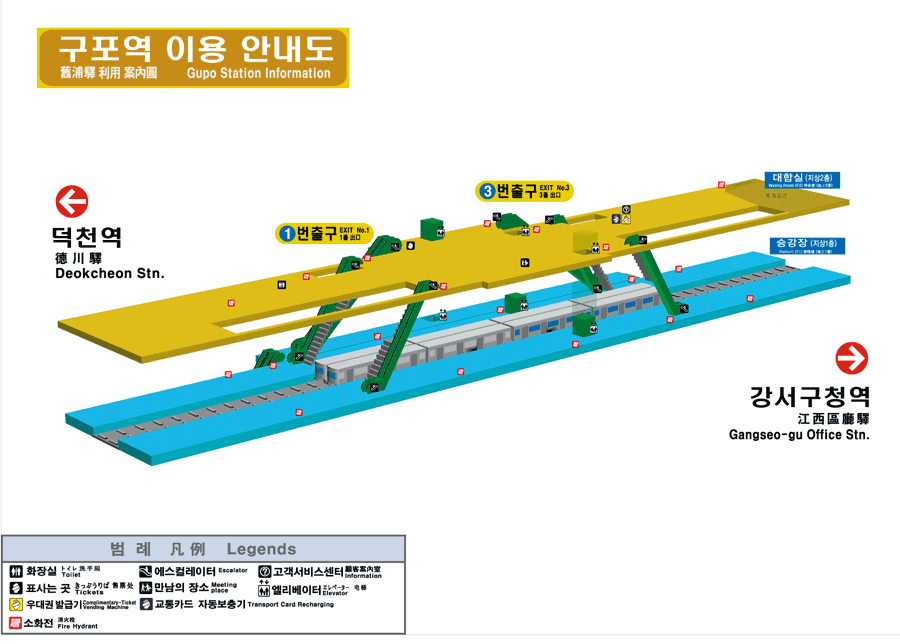 구포역 이용 안내도
舊浦驛 利用 案內圖 Gupo Station Information
3 번출구 EXIT No.3
3番 出口
대합실 (지상2층)
1 번출구 EXIT No.1
1番 出口
덕천역
德川驛
Deokcheon Stn.
승강장 (지상1층)
강서구청역
江西區廳驛
Gangseo-gu Office Stn.
범 례 凡 例 Legends
화장실 トイレ 洗手间
Toilet
에스컬레이터 Escalator
고객서비스센터 顧客案內室
Information
표사는 곳 きっぷうりば 售票处
Tickets
만남의 장소 Meeting
place
엘리베이터 エレベーター 电梯
Elevator
우대권 발급기 Complimentary-Ticket
Vending Machine
교통카드 자동보충기 Transport Card Recharging
소화전 消火栓
Fire Hydrant